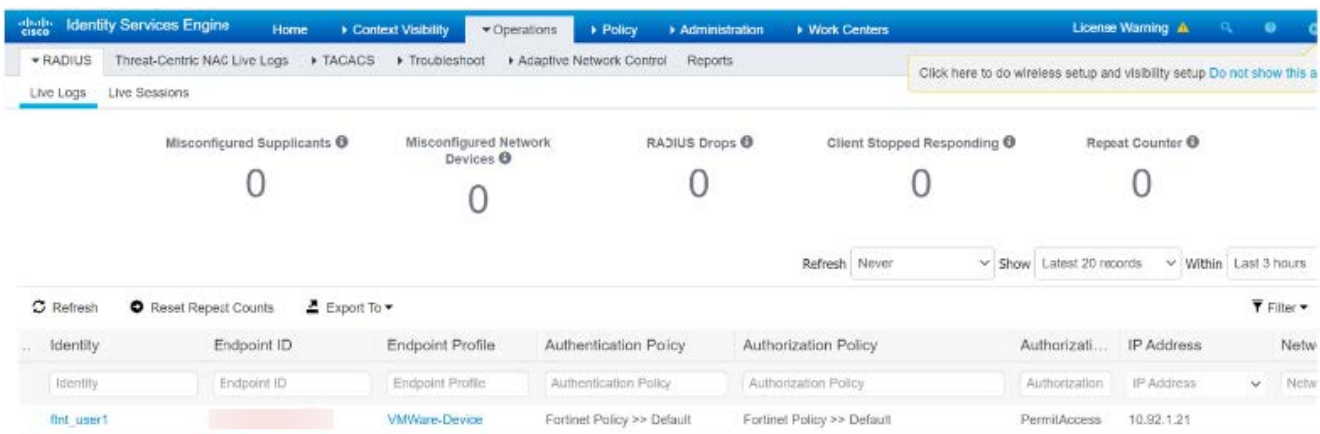 cisco Identity Services Engine Home Context Visibility Operations Policy Administration Work Centers License Warning
RADIUS Threat-Centric NAC Live Logs TACACS Troubleshoot Adaptive Network Control Reports
Click here to do wireless setup and visibility setup Do not show this a
Live Logs Live Sessions
Misconfigured Supplicants Misconfigured Network Devices RADIUS Drops Client Stopped Responding Repeat Counter
0 0 0 0 0
Refresh Never Show Latest 20 records Within Last 3 hours
Refresh Reset Repeat Counts Export To Filter
.. Identity Endpoint ID Endpoint Profile Authentication Policy Authorization Policy Authorizati... IP Address Netw
Identity Endpoint ID Endpoint Profile Authentication Policy Authorization Policy Authorization IP Address Netw
ftnt_user1 VMWare-Device Fortinet Policy >> Default Fortinet Policy >> Default PermitAccess 10.92.1.21